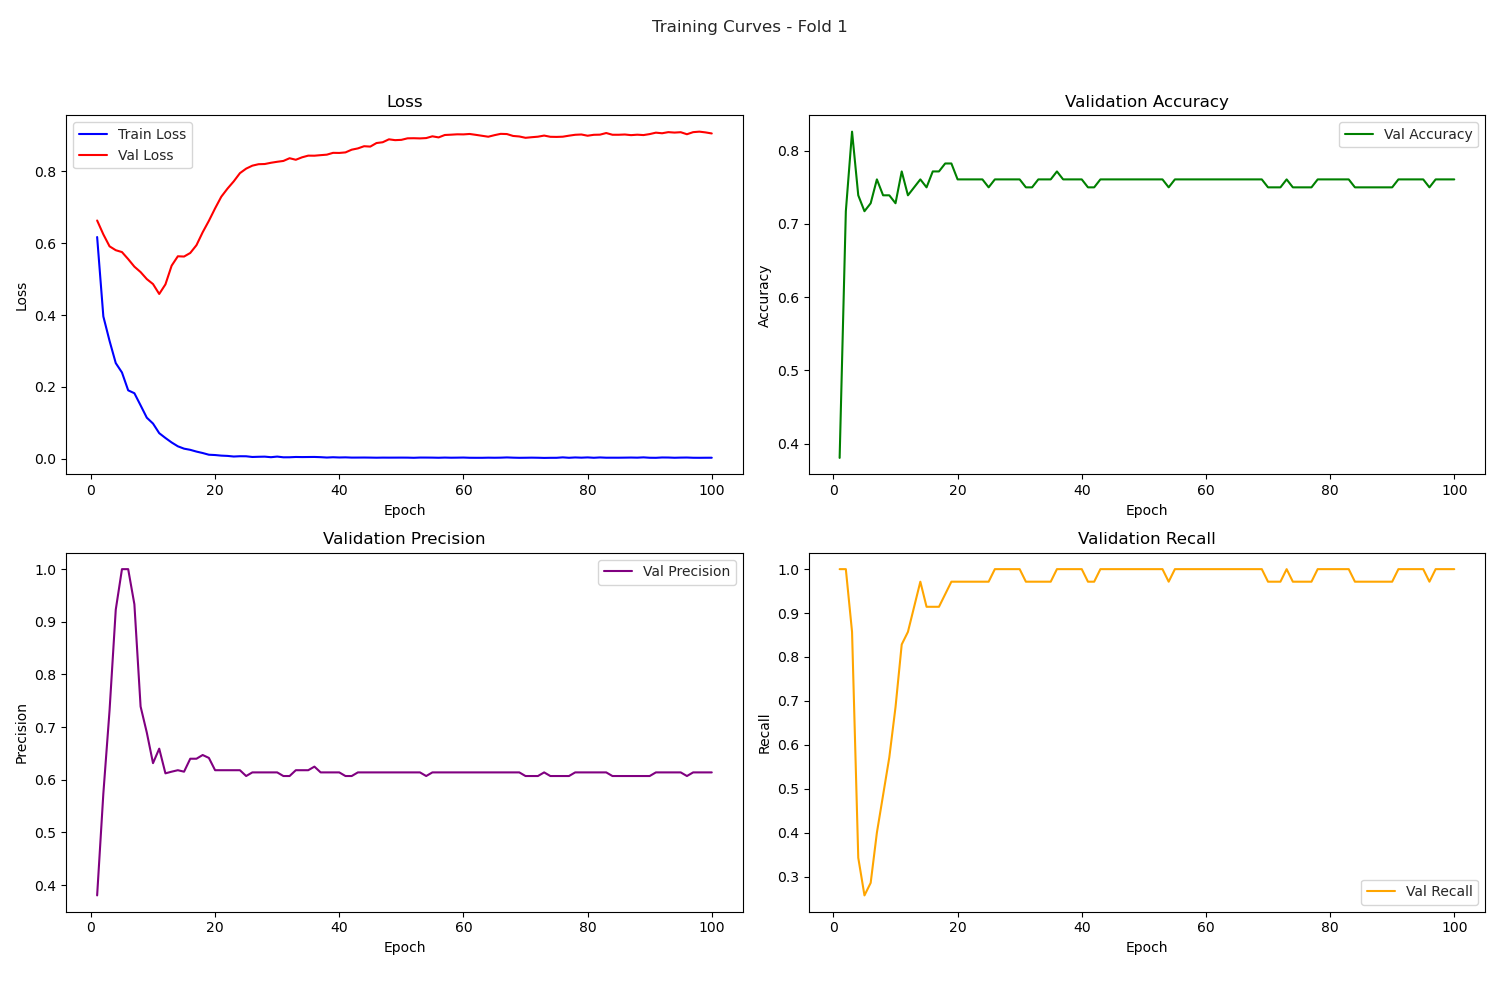 Training Curves - Fold 1
Loss
Train Loss
Val Loss
Loss
0.8
0.6
0.4
0.2
0.0
0 20 40 60 80 100
Epoch
Validation Accuracy
Val Accuracy
Accuracy
0.8
0.7
0.6
0.5
0.4
0 20 40 60 80 100
Epoch
Validation Precision
Val Precision
Precision
1.0
0.9
0.8
0.7
0.6
0.5
0.4
0 20 40 60 80 100
Epoch
Validation Recall
Recall
1.0
0.9
0.8
0.7
0.6
0.5
0.4
0.3
Val Recall
0 20 40 60 80 100
Epoch